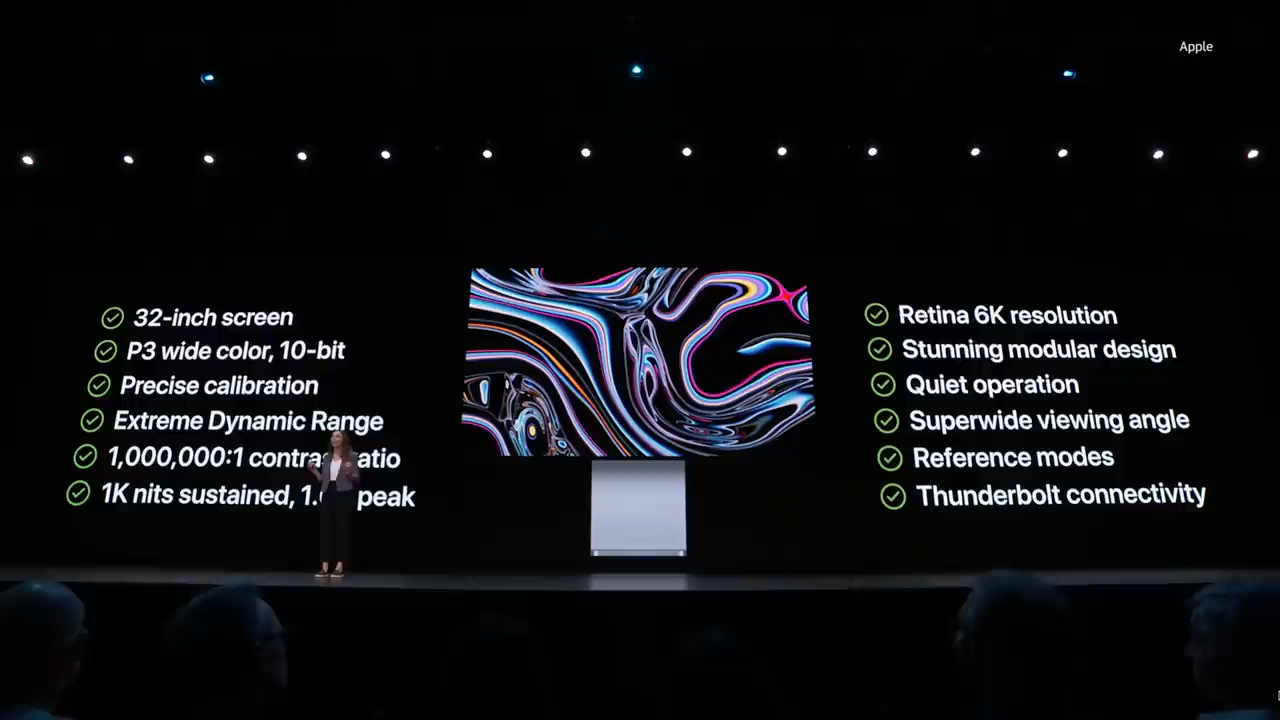 Apple
32-inch screen
P3 wide color, 10-bit
Precise calibration
Extreme Dynamic Range
1,000,000:1
1K nits sustained, peak
Retina 6K resolution
Stunning modular design
Quiet operation
Superwide viewing angle
Reference modes
Thunderbolt connectivity